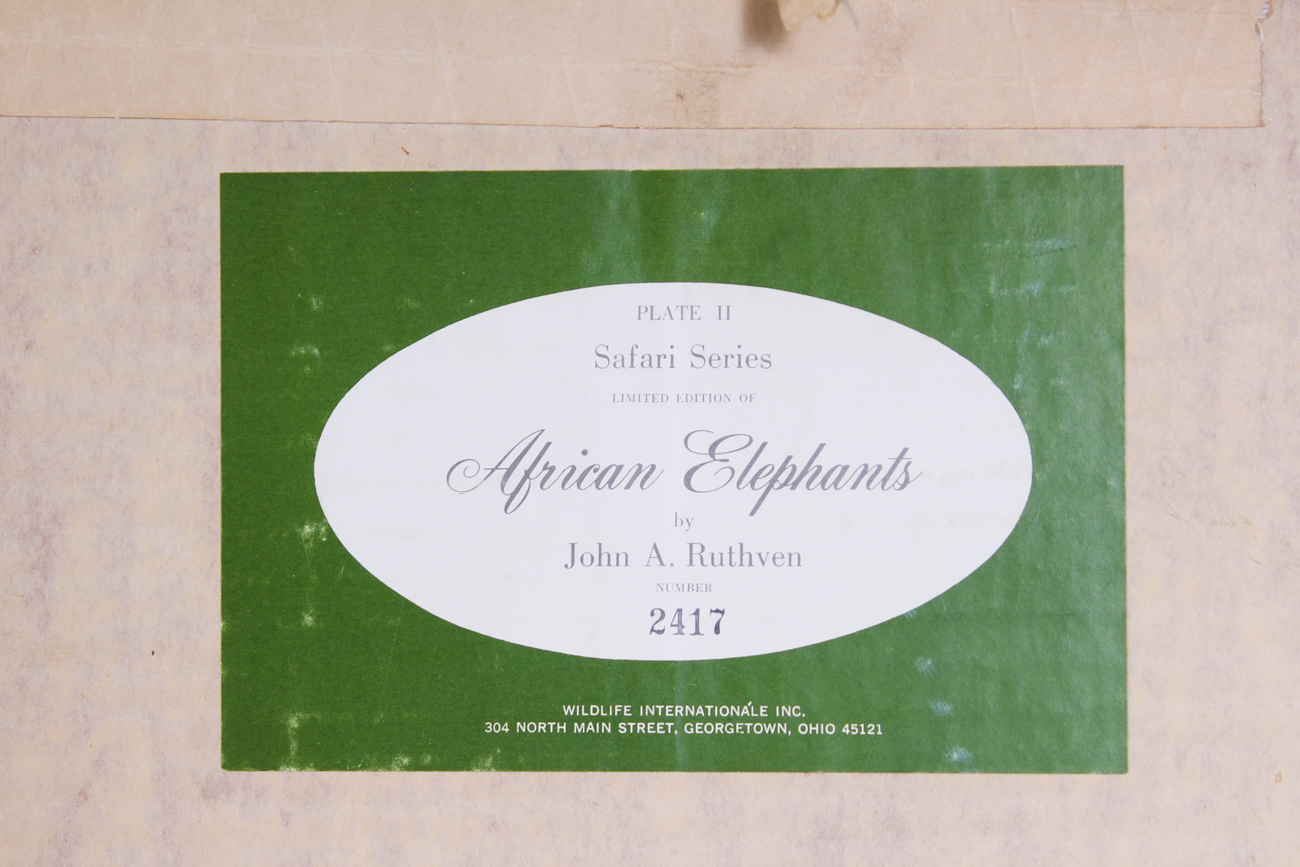 PLATE II
Safari Series
LIMITED EDITION OF
African Elephants
by
John A. Ruthven
NUMBER
2417
WILDLIFE INTERNATIONALE INC.
304 NORTH MAIN STREET, GEORGETOWN, OHIO 45121